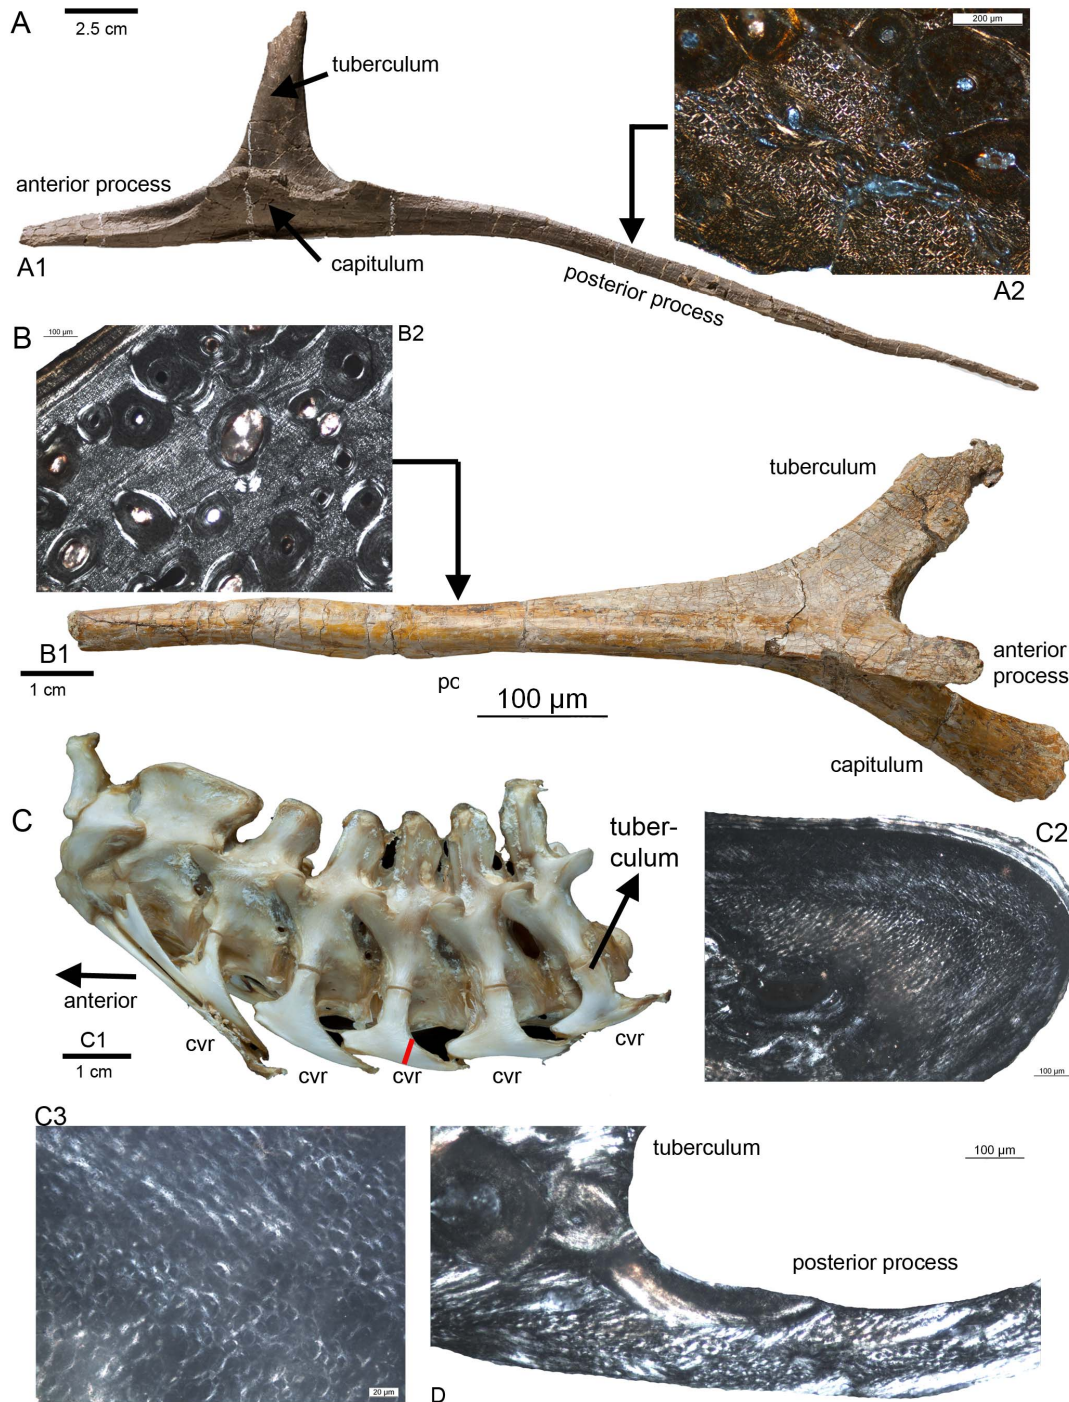 A
2.5 cm
tuberculum
200 µm
anterior process
capitulum
A1
posterior process
A2
B
100 µm
B2
tuberculum
B1
1 cm
pc
100 µm
anterior
process
capitulum
C
tuber-
culum
C2
anterior
C1
1 cm
cvr
cvr
cvr
cvr
cvr
100 µm
C3
tuberculum
100 µm
posterior process
20 µm
D